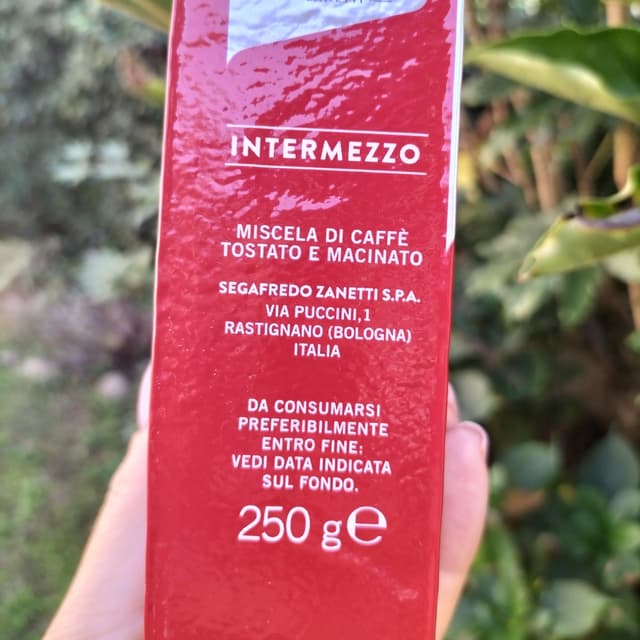 INTERMEZZO
MISCELA DI CAFFÈ
TOSTATO E MACINATO
SEGAFREDO ZANETTI S.P.A.
VIA PUCCINI,1
RASTIGNANO (BOLOGNA)
ITALIA
DA CONSUMARSI
PREFERIBILMENTE
ENTRO FINE:
VEDI DATA INDICATA
SUL FONDO.
250 g e